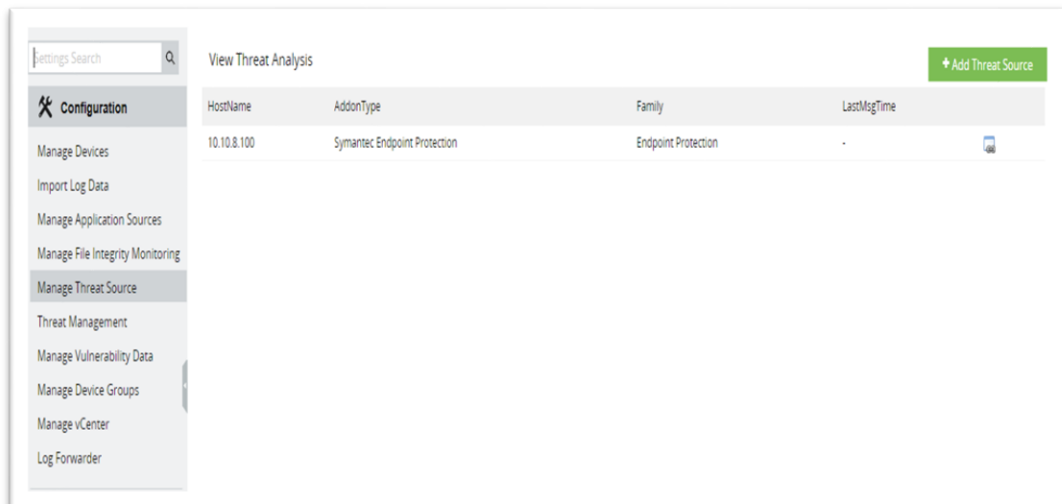 Settings Search
View Threat Analysis
+ Add Threat Source
Configuration
HostName AddonType Family LastMsgTime
10.10.8.100 Symantec Endpoint Protection Endpoint Protection -
Manage Devices
Import Log Data
Manage Application Sources
Manage File Integrity Monitoring
Manage Threat Source
Threat Management
Manage Vulnerability Data
Manage Device Groups
Manage vCenter
Log Forwarder